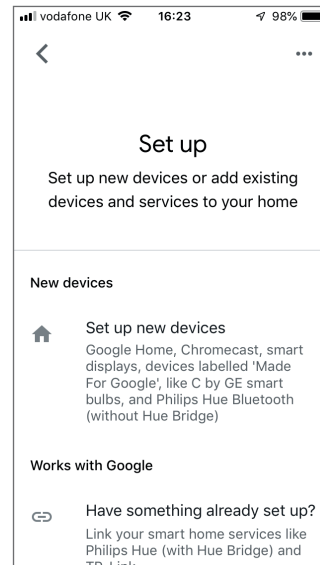 vodafone UK 16:23 98%
Set up
Set up new devices or add existing
devices and services to your home
New devices
Set up new devices
Google Home, Chromecast, smart
displays, devices labelled 'Made
For Google', like C by GE smart
bulbs, and Philips Hue Bluetooth
(without Hue Bridge)
Works with Google
Have something already set up?
Link your smart home services like
Philips Hue (with Hue Bridge) and